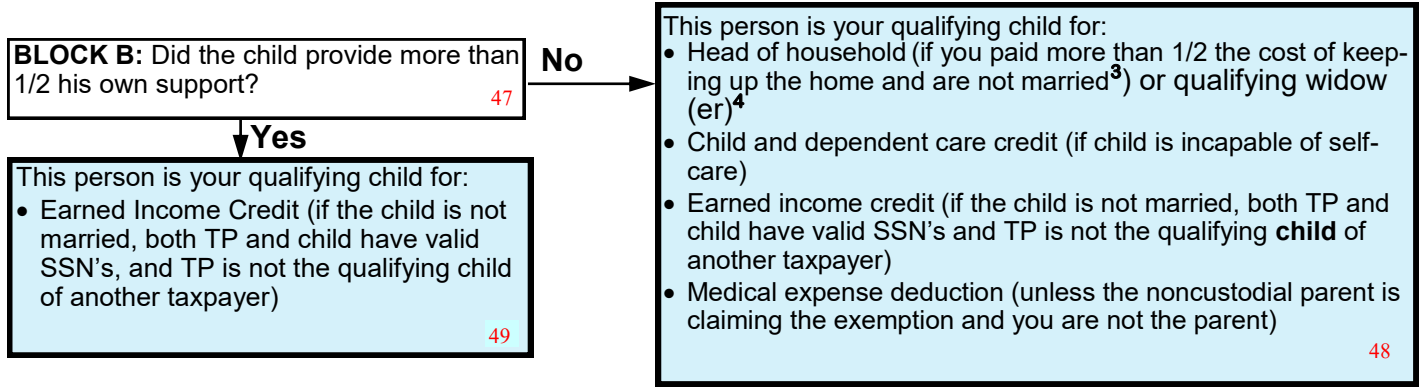 BLOCK B: Did the child provide more than
1/2 his own support?
47
No
Yes
This person is your qualifying child for:
• Earned Income Credit (if the child is not
married, both TP and child have valid
SSN's, and TP is not the qualifying child
of another taxpayer)
49
This person is your qualifying child for:
• Head of household (if you paid more than 1/2 the cost of keep-
ing up the home and are not married3) or qualifying widow
(er)4
• Child and dependent care credit (if child is incapable of self-
care)
• Earned income credit (if the child is not married, both TP and
child have valid SSN's and TP is not the qualifying child of
another taxpayer)
• Medical expense deduction (unless the noncustodial parent is
claiming the exemption and you are not the parent)
48